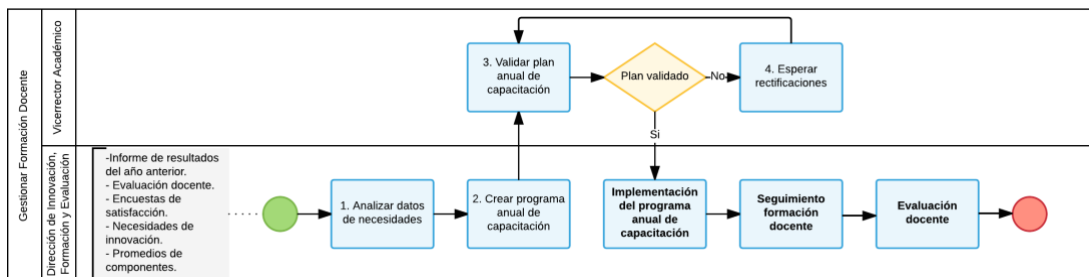 Gestionar Formación Docente
Vicerrector Académico
3. Validar plan
anual de
capacitación
Plan validado
No
4. Esperar
rectificaciones
Si
Dirección de Innovación,
Formación y Evaluación
-Informe de resultados
del año anterior.
- Evaluación docente.
- Encuestas de
satisfacción.
- Necesidades de
innovación.
- Promedios de
componentes.
1. Analizar datos
de necesidades
2. Crear programa
anual de
capacitación
Implementación
del programa
anual de
capacitación
Seguimiento
formación
docente
Evaluación
docente